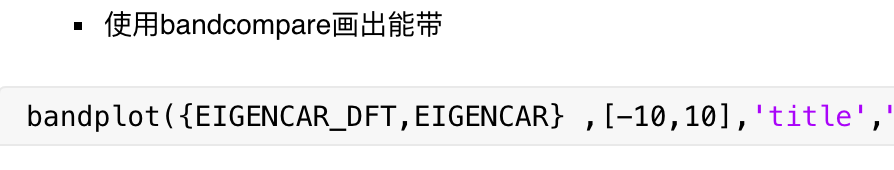 ▪ 使用bandcompare画出能带
bandplot({EIGENCAR_DFT,EIGENCAR} ,[-10,10],'title','